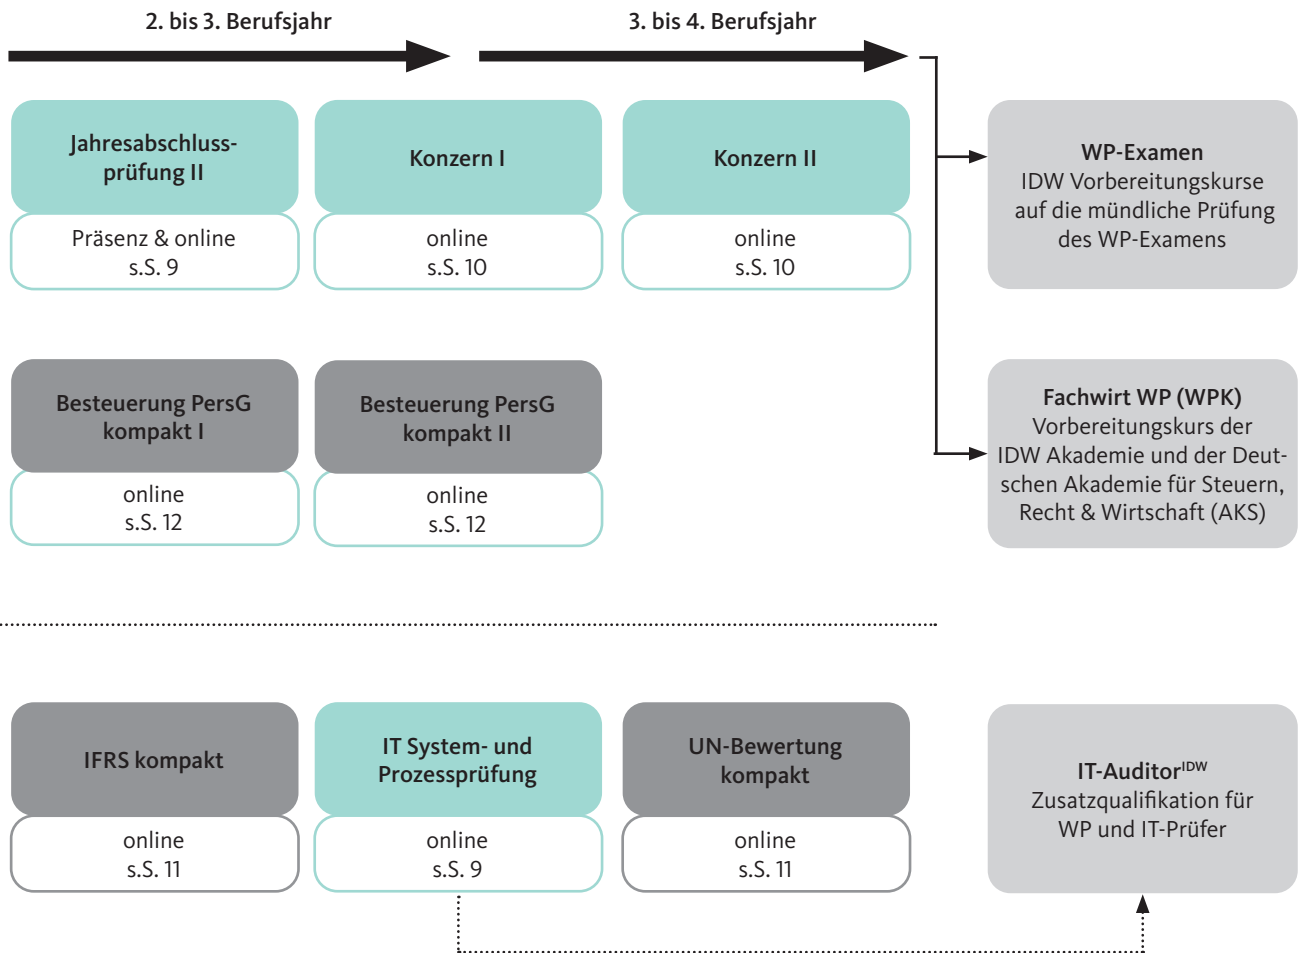 2. bis 3. Berufsjahr
3. bis 4. Berufsjahr
Jahresabschluss-
prüfung II
Präsenz & online
s.S. 9
Konzern I
online
s.S. 10
Konzern II
online
s.S. 10
WP-Examen
IDW Vorbereitungskurse
auf die mündliche Prüfung
des WP-Examens
Besteuerung PersG
kompakt I
online
s.S. 12
Besteuerung PersG
kompakt II
online
s.S. 12
Fachwirt WP (WPK)
Vorbereitungskurs der
IDW Akademie und der Deut-
schen Akademie für Steuern,
Recht & Wirtschaft (AKS)
IFRS kompakt
online
s.S. 11
IT System- und
Prozessprüfung
online
s.S. 9
UN-Bewertung
kompakt
online
s.S. 11
IT-Auditor^IDW
Zusatzqualifikation für
WP und IT-Prüfer